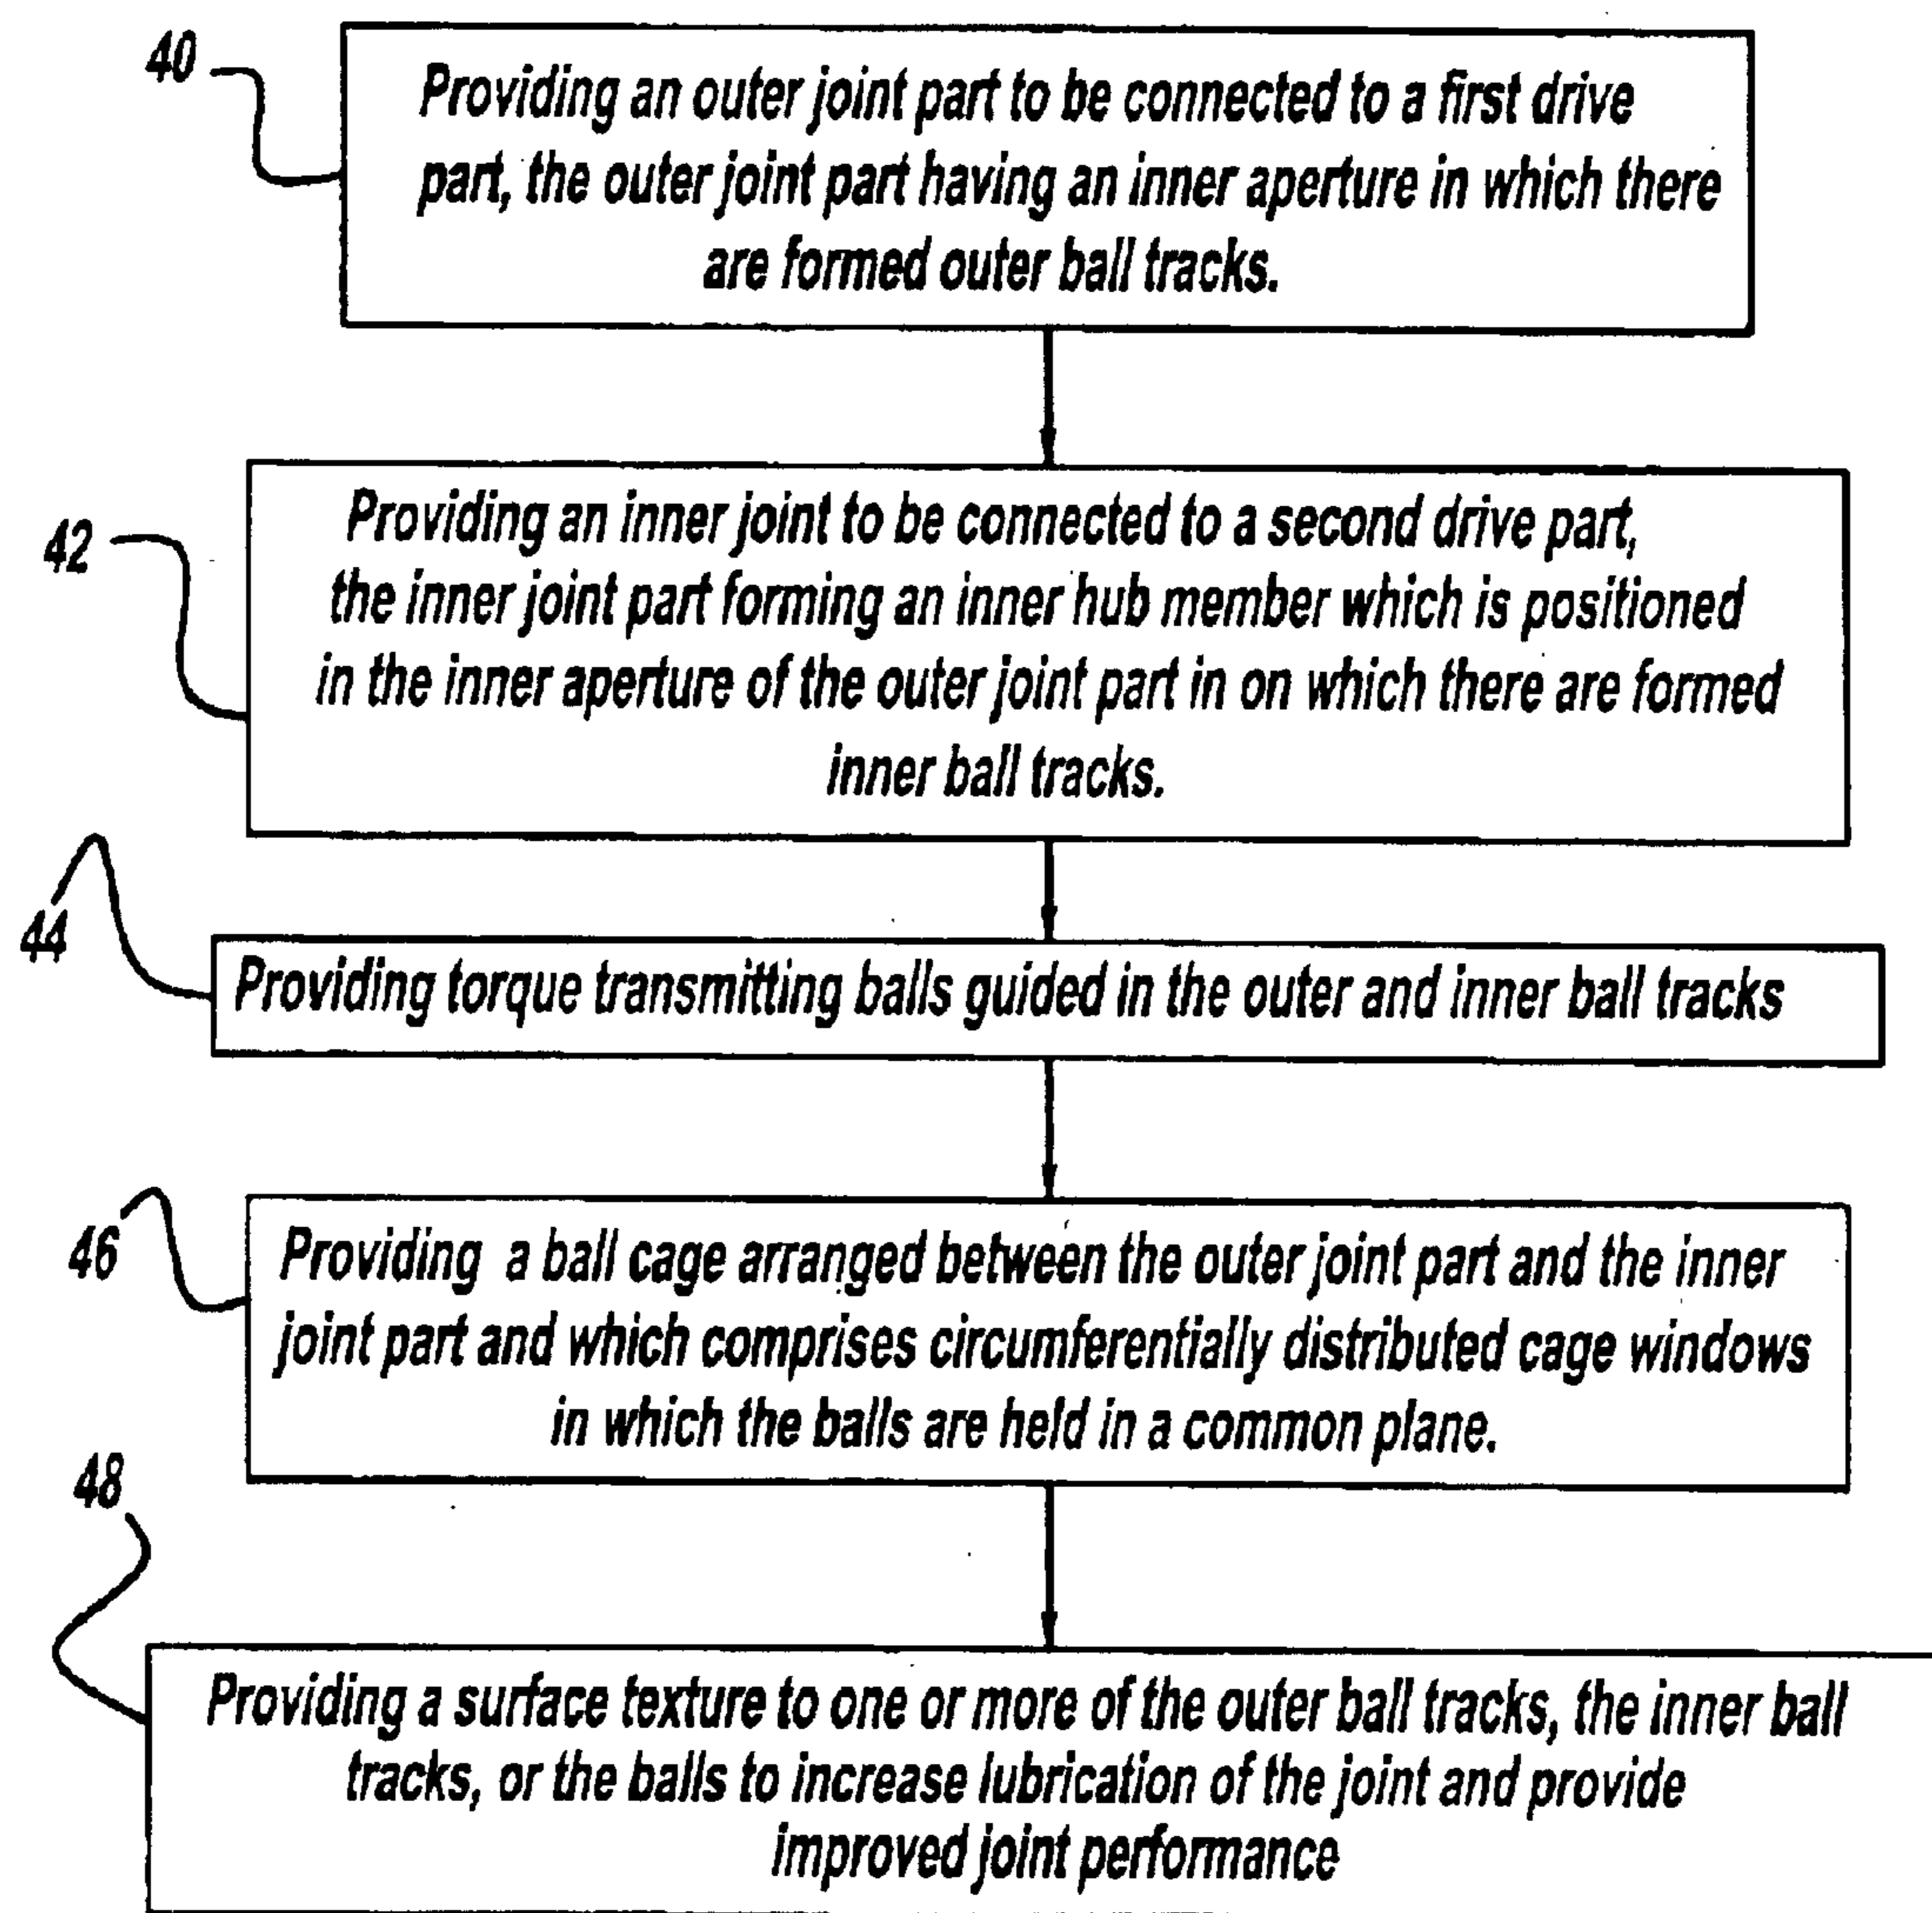 40
Providing an outer joint part to be connected to a first drive
part, the outer joint part having an inner aperture in which there
are formed outer ball tracks.
42
Providing an inner joint to be connected to a second drive part,
the inner joint part forming an inner hub member which is positioned
in the inner aperture of the outer joint part in on which there are formed
inner ball tracks.
44
Providing torque transmitting balls guided in the outer and inner ball tracks
46
Providing a ball cage arranged between the outer joint part and the inner
joint part and which comprises circumferentially distributed cage windows
in which the balls are held in a common plane.
48
Providing a surface texture to one or more of the outer ball tracks, the inner ball
tracks, or the balls to increase lubrication of the joint and provide
improved joint performance